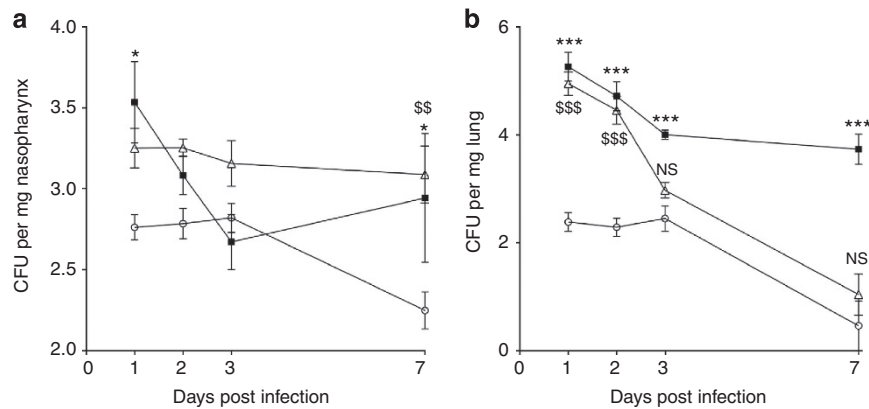 a
CFU per mg nasopharynx
4.0
3.5
3.0
2.5
2.0
*
$$
*
0 1 2 3 7
Days post infection
b
CFU per mg lung
6
4
2
0
***
***
***
***
$$$
$$$
NS
NS
0 1 2 3 7
Days post infection